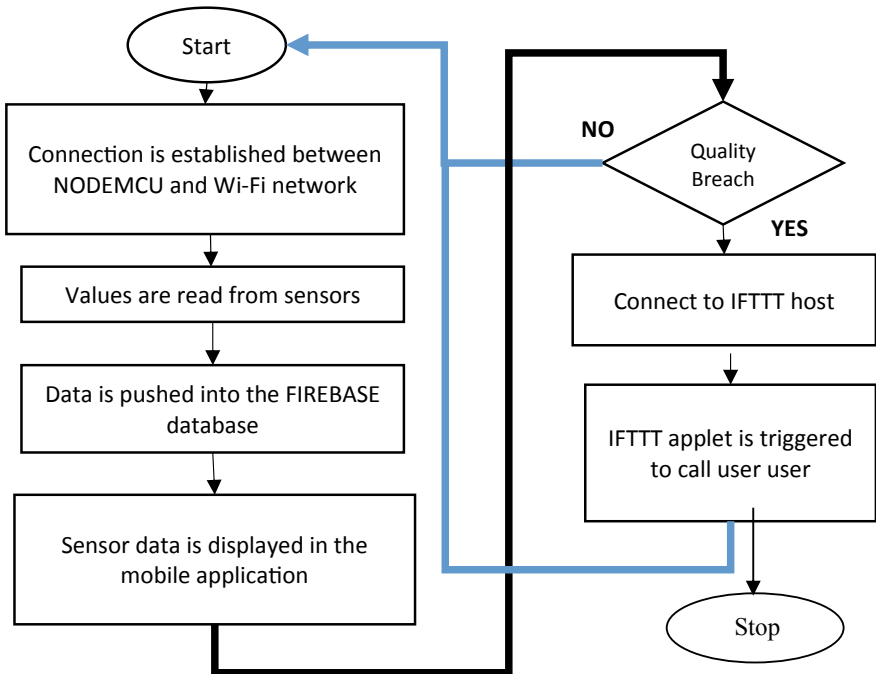 Start
Connection is established between
NODEMCU and Wi-Fi network
Values are read from sensors
Data is pushed into the FIREBASE
database
Sensor data is displayed in the
mobile application
Quality
Breach
NO
YES
Connect to IFTTT host
IFTTT applet is triggered
to call user user
Stop